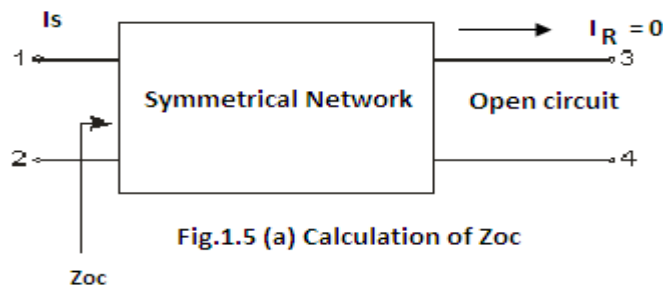 Is
I R = 0
1
3
Symmetrical Network
Open circuit
2
4
Fig.1.5 (a) Calculation of Zoc
Zoc